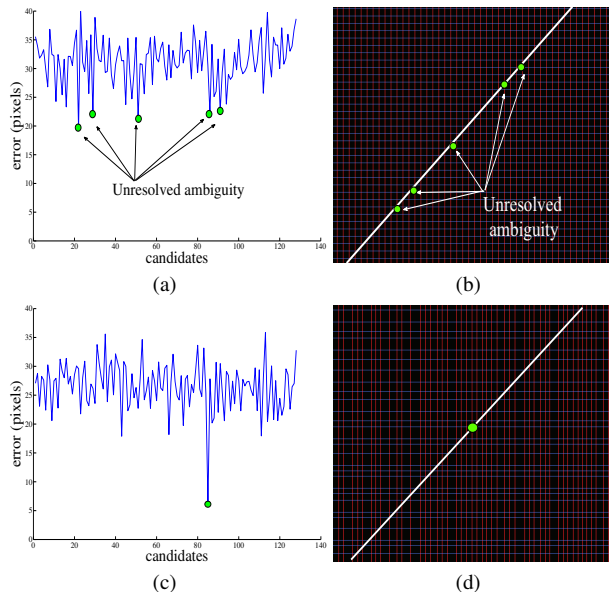 40
35
30
25
20
15
10
5
0
error (pixels)
Unresolved ambiguity
0 20 40 60 80 100 120 140
candidates
(a)
Unresolved
ambiguity
(b)
40
35
30
25
20
15
10
5
0
error (pixels)
0 20 40 60 80 100 120 140
candidates
(c)
(d)